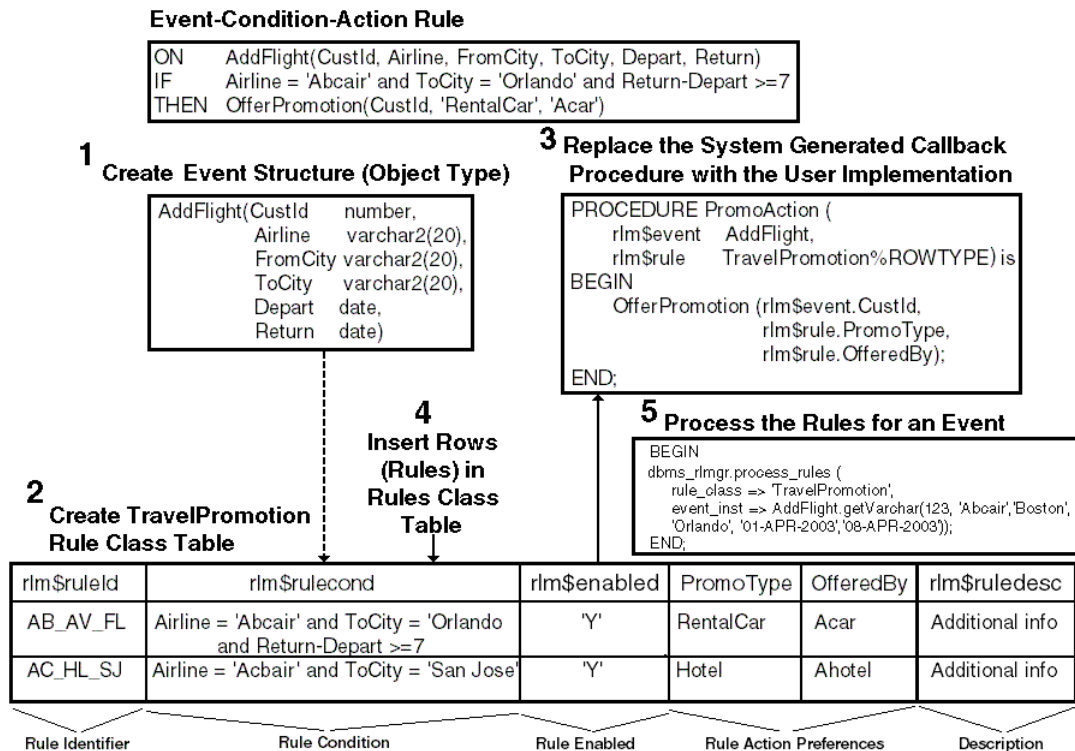 Event-Condition-Action Rule
ON AddFlight(CustId, Airline, FromCity, ToCity, Depart, Return)
IF Airline = 'Abcair' and ToCity = 'Orlando' and Return-Depart >=7
THEN OfferPromotion(CustId, 'RentalCar', 'Acar')
1 Create Event Structure (Object Type)
AddFlight(CustId number,
Airline varchar2(20),
FromCity varchar2(20),
ToCity varchar2(20),
Depart date,
Return date)
3 Replace the System Generated Callback
Procedure with the User Implementation
PROCEDURE PromoAction (
rlm$event AddFlight,
rlm$rule TravelPromotion%ROWTYPE) is
BEGIN
OfferPromotion (rlm$event.CustId,
rlm$rule.PromoType,
rlm$rule.OfferedBy);
END;
4
Insert Rows
(Rules) in
Rules Class
Table
5 Process the Rules for an Event
BEGIN
dbms_rlmgr.process_rules (
rule_class => 'TravelPromotion',
event_inst => AddFlight.getVarchar(123, 'Abcair','Boston',
'Orlando', '01-APR-2003','08-APR-2003'));
END;
2 Create TravelPromotion
Rule Class Table
rlm$ruleId rlm$rulecond rlm$enabled PromoType OfferedBy rlm$ruledesc
AB_AV_FL Airline = 'Abcair' and ToCity = 'Orlando 'Y' RentalCar Acar Additional info
and Return-Depart >=7
AC_HL_SJ Airline = 'Acbair' and ToCity = 'San Jose' 'Y' Hotel Ahotel Additional info
Rule Identifier Rule Condition Rule Enabled Rule Action Preferences Description